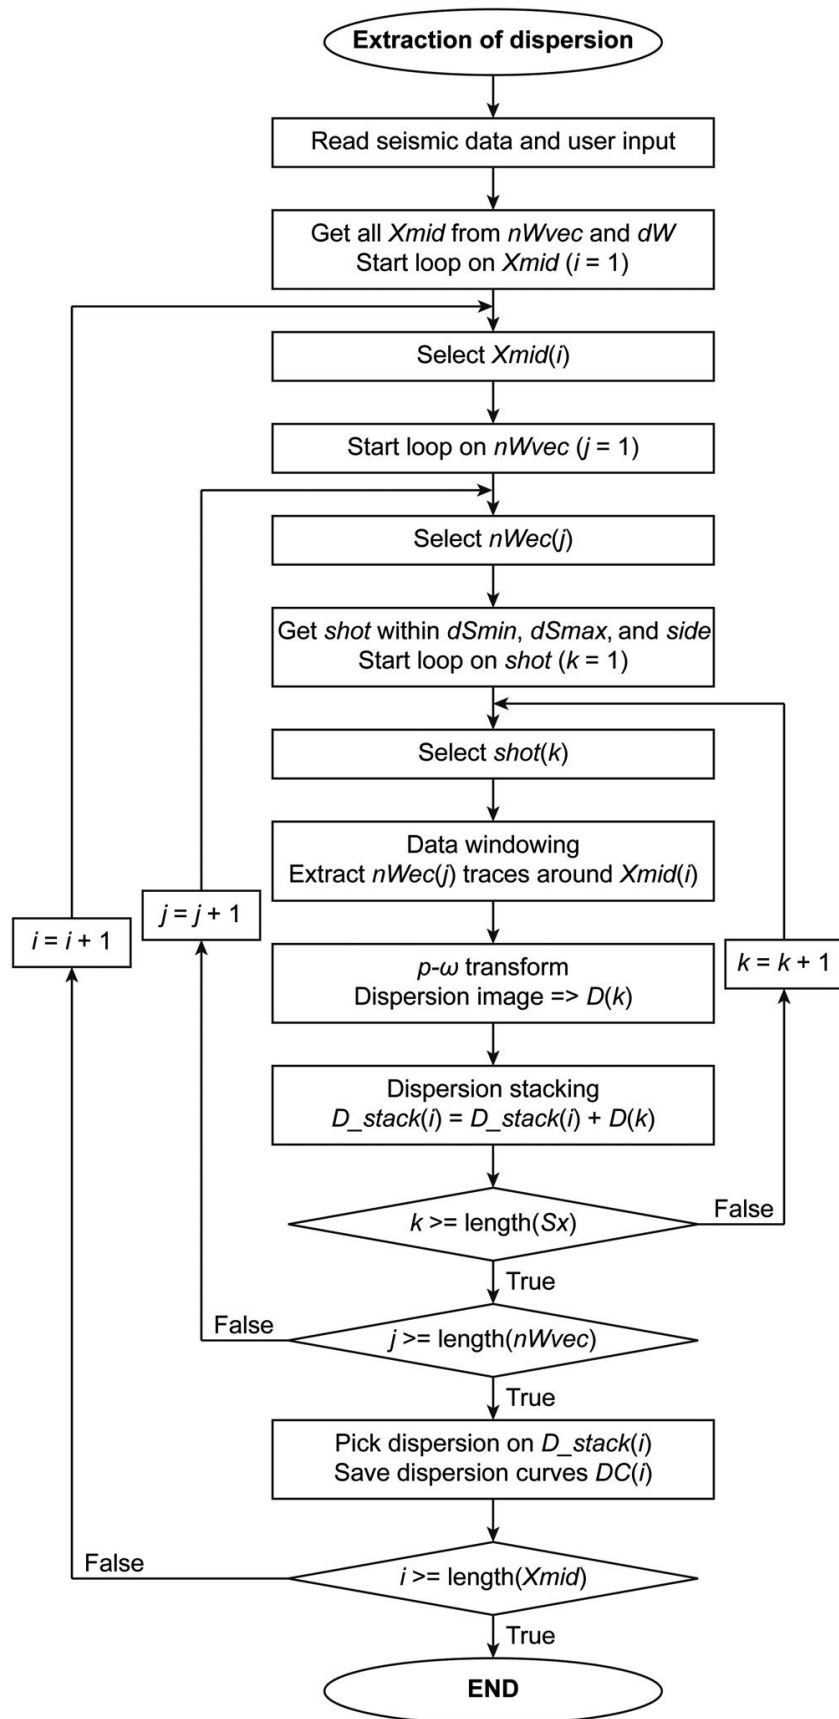 Extraction of dispersion
Read seismic data and user input
Get all Xmid from nWvec and dW
Start loop on Xmid (i = 1)
Select Xmid(i)
Start loop on nWvec (j = 1)
Select nWec(j)
Get shot within dSmin, dSmax, and side
Start loop on shot (k = 1)
Select shot(k)
Data windowing
Extract nWec(j) traces around Xmid(i)
j = j + 1
i = i + 1
k = k + 1
p-ω transform
Dispersion image => D(k)
Dispersion stacking
D_stack(i) = D_stack(i) + D(k)
k >= length(Sx)
False
True
False
j >= length(nWvec)
True
Pick dispersion on D_stack(i)
Save dispersion curves DC(i)
False
i >= length(Xmid)
True
END